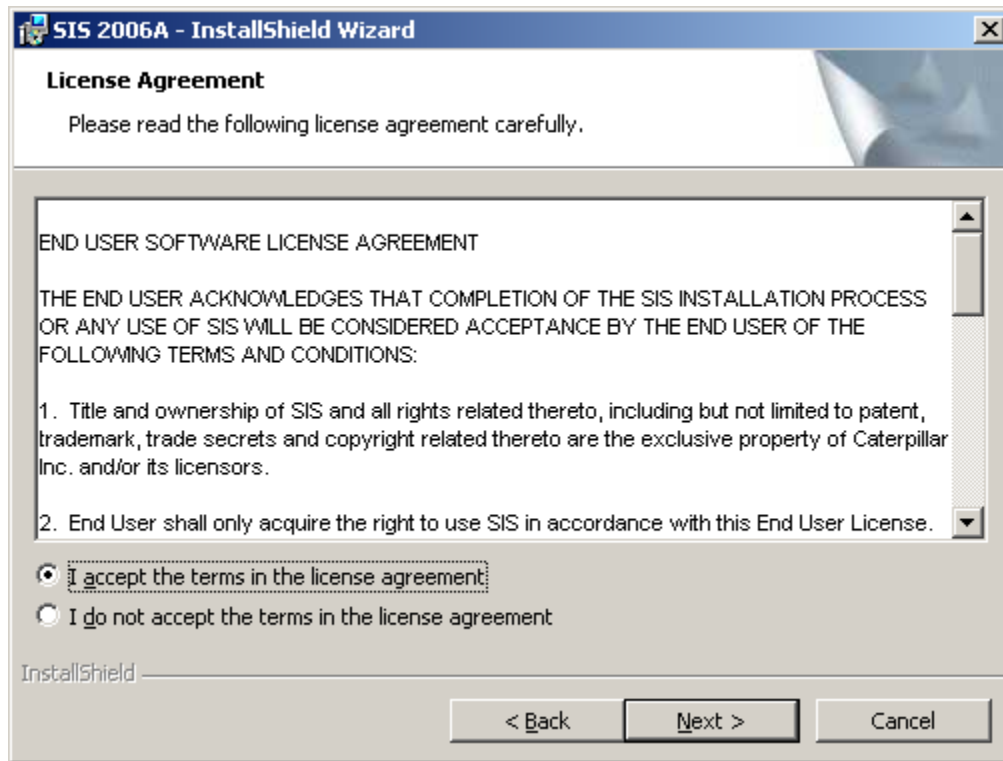 SIS 2006A - InstallShield Wizard
License Agreement
Please read the following license agreement carefully.
END USER SOFTWARE LICENSE AGREEMENT
THE END USER ACKNOWLEDGES THAT COMPLETION OF THE SIS INSTALLATION PROCESS
OR ANY USE OF SIS WILL BE CONSIDERED ACCEPTANCE BY THE END USER OF THE
FOLLOWING TERMS AND CONDITIONS:
1. Title and ownership of SIS and all rights related thereto, including but not limited to patent,
trademark, trade secrets and copyright related thereto are the exclusive property of Caterpillar
Inc. and/or its licensors.
2. End User shall only acquire the right to use SIS in accordance with this End User License.
I accept the terms in the license agreement
I do not accept the terms in the license agreement
InstallShield
< Back Next > Cancel